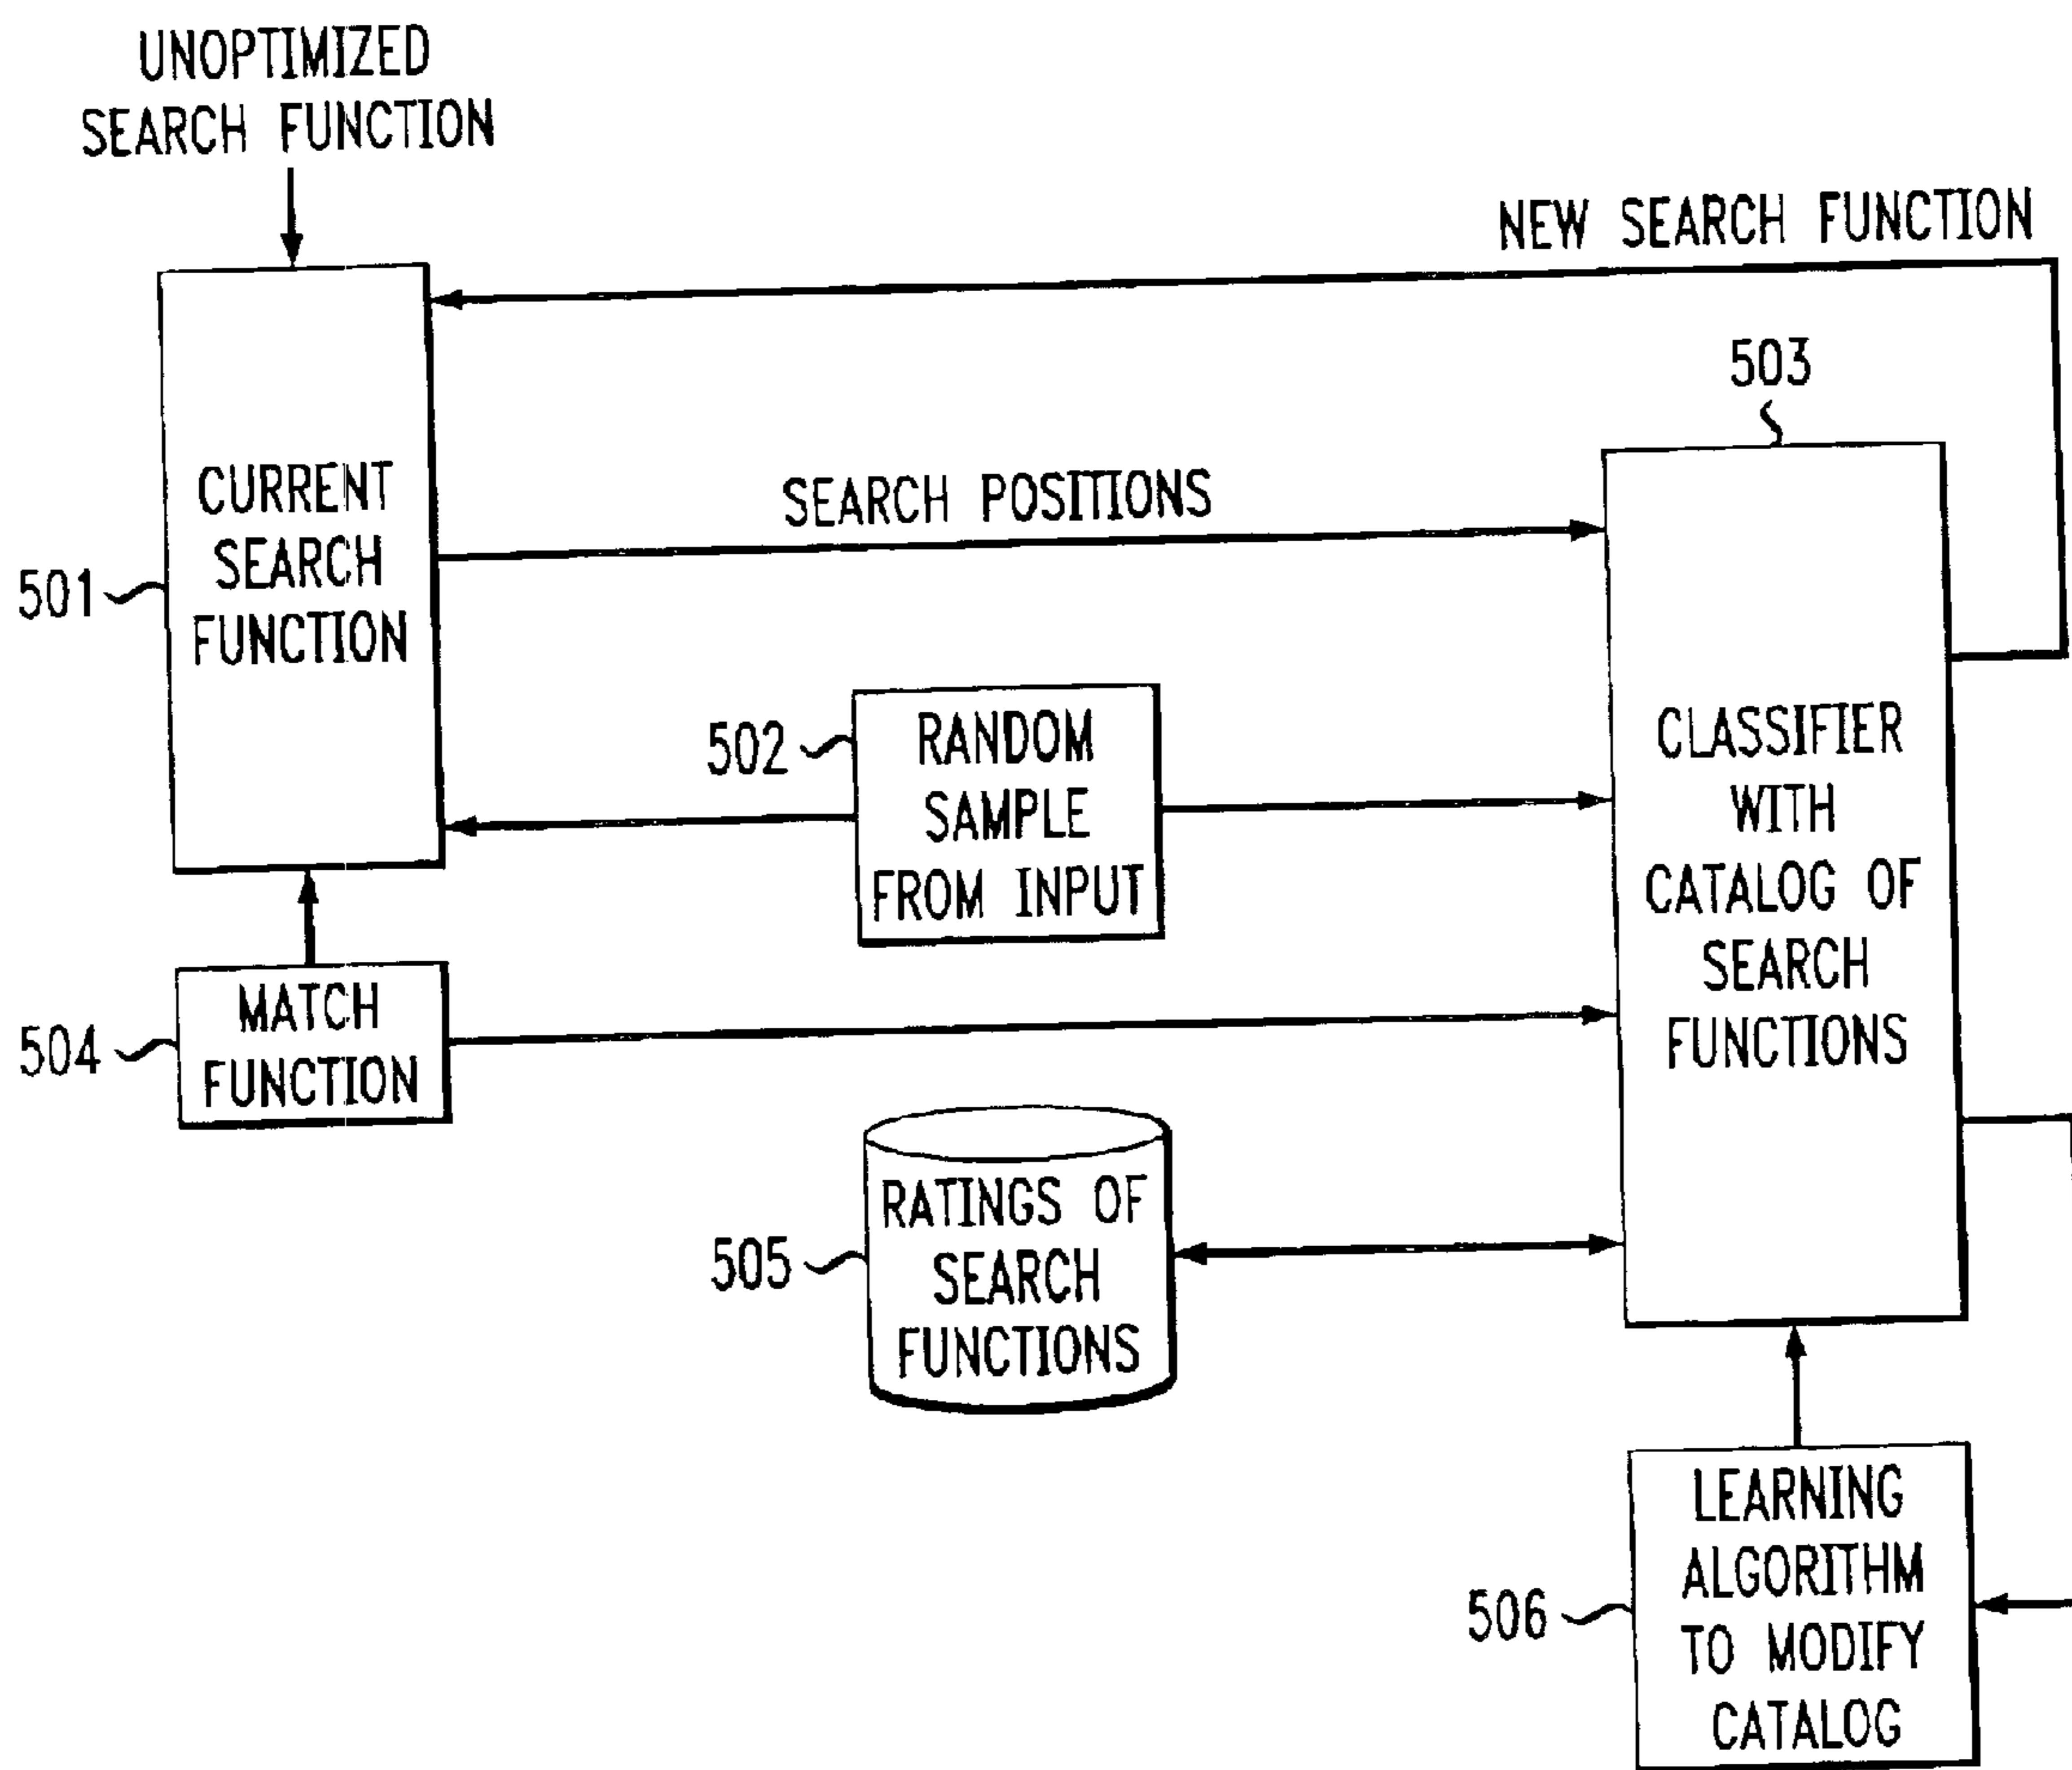 UNOPTIMIZED
SEARCH FUNCTION
NEW SEARCH FUNCTION
503
SEARCH POSITIONS
CURRENT
SEARCH
FUNCTION
501
502
RANDOM
SAMPLE
FROM INPUT
CLASSIFIER
WITH
CATALOG OF
SEARCH
FUNCTIONS
504
MATCH
FUNCTION
505
RATINGS OF
SEARCH
FUNCTIONS
506
LEARNING
ALGORITHM
TO MODIFY
CATALOG